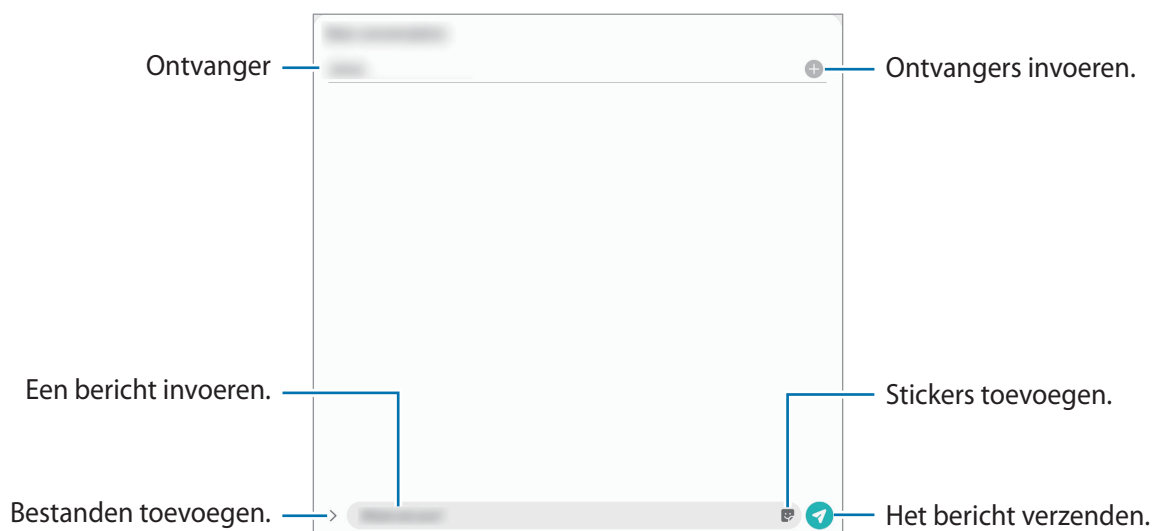 Ontvanger
Ontvangers invoeren.
Een bericht invoeren.
Stickers toevoegen.
Bestanden toevoegen.
Het bericht verzenden.